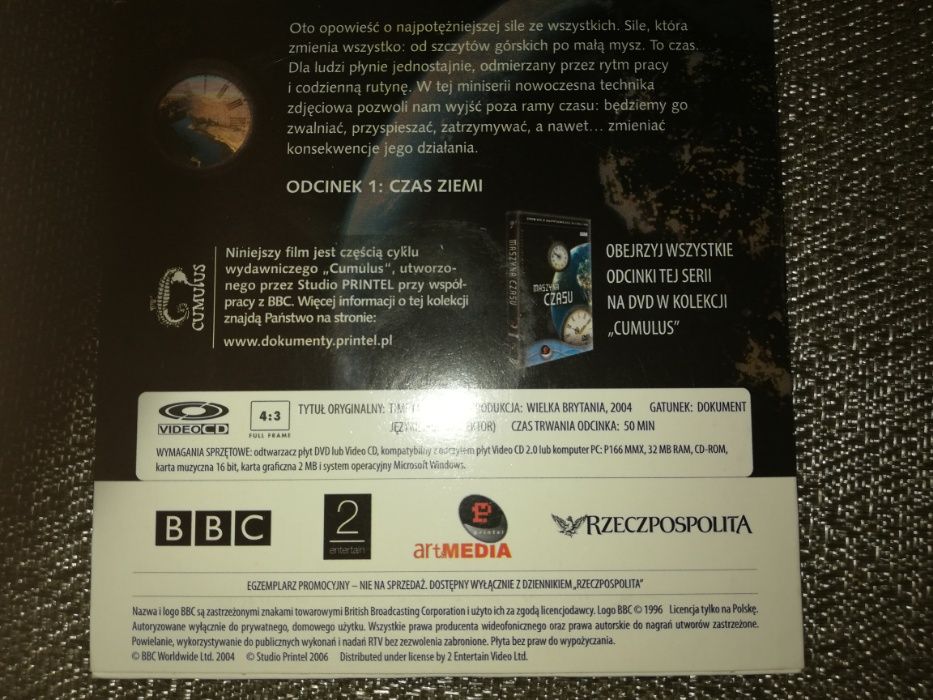 Oto opowieść o najpotężniejszej sile ze wszystkich. Sile, która
zmienia wszystko: od szczytów górskich po małą mysz. To czas.
Dla ludzi płynie jednostajnie, odmierzany przez rytm pracy
i codzienną rutynę. W tej miniserii nowoczesna technika
zdjęciowa pozwoli nam wyjść poza ramy czasu: będziemy go
zwalniać, przyspieszać, zatrzymywać, a nawet... zmieniać
konsekwencje jego działania.
ODCINEK 1: CZAS ZIEMI
CUMULUS
Niniejszy film jest częścią cyklu
wydawniczego „Cumulus", utworzo-
nego przez Studio PRINTEL przy współ-
pracy z BBC. Więcej informacji o tej kolekcji
znajdą Państwo na stronie:
www.dokumenty.printel.pl
MASZYNA CZASU
MASZYNA
CZASU
OBEJRZYJ WSZYSTKIE
ODCINKI TEJ SERII
NA DVD W KOLEKCJI
„CUMULUS"
VIDEO CD
4:3
FULL FRAME
TYTUŁ ORYGINALNY: PRODUKCJA: WIELKA BRYTANIA, 2004 GATUNEK: DOKUMENT
CZAS TRWANIA ODCINKA: 50 MIN
WYMAGANIA SPRZĘTOWE: odtwarzacz płyt DVD lub Video CD, kompatybilny z odczytem płyt Video CD 2.0 lub komputer PC: P166 MMX, 32 MB RAM, CD-ROM,
karta muzyczna 16 bit, karta graficzna 2 MB i system operacyjny Microsoft Windows.
BBC
2
entertain
printel
art&MEDIA
RZECZPOSPOLITA
EGZEMPLARZ PROMOCYJNY – NIE NA SPRZEDAŻ. DOSTĘPNY WYŁĄCZNIE Z DZIENNIKIEM „RZECZPOSPOLITA"
Nazwa i logo BBC są zastrzeżonymi znakami towarowymi British Broadcasting Corporation i użyto ich za zgodą licencjodawcy. Logo BBC © 1996 Licencja tylko na Polskę.
Autoryzowane wyłącznie do prywatnego, domowego użytku. Wszystkie prawa producenta wideofonicznego oraz prawa autorskie do nagrań utworów zastrzeżone.
Powielanie, wykorzystywanie do publicznych wykonań i nadań RTV bez zezwolenia zabronione. Płyta bez praw do wypożyczania.
© BBC Worldwide Ltd. 2004 © Studio Printel 2006 Distributed under license by 2 Entertain Video Ltd.